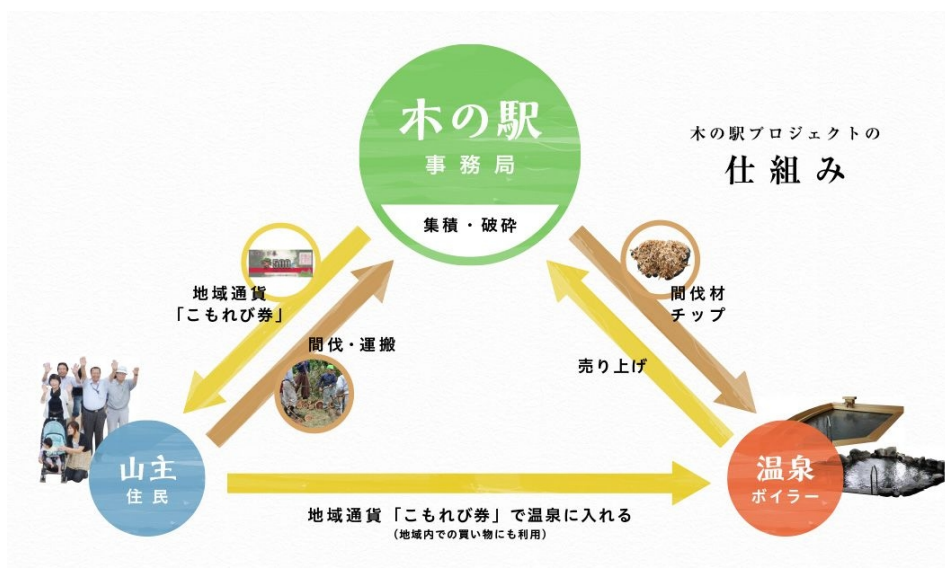 木の駅プロジェクトの
仕組み
木の駅
事務局
集積・破砕
地域通貨
「こもれび券」
間伐・運搬
間伐材
チップ
売り上げ
山主
住民
温泉
ボイラー
地域通貨「こもれび券」で温泉に入れる
(地域内での買い物にも利用)
500